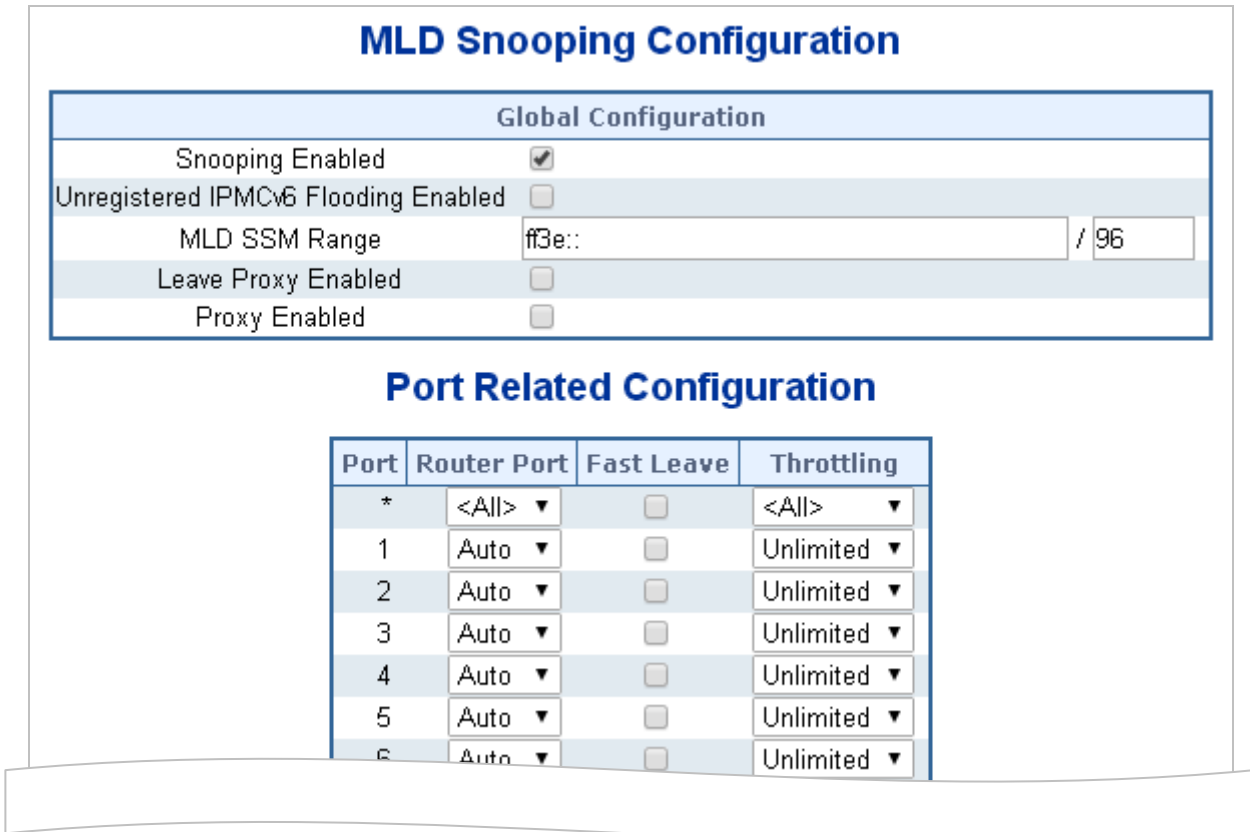 MLD Snooping Configuration
Global Configuration
Snooping Enabled
Unregistered IPMCv6 Flooding Enabled
MLD SSM Range ff3e:: / 96
Leave Proxy Enabled
Proxy Enabled
Port Related Configuration
Port Router Port Fast Leave Throttling
* <All> <All>
1 Auto Unlimited
2 Auto Unlimited
3 Auto Unlimited
4 Auto Unlimited
5 Auto Unlimited
6 Auto Unlimited